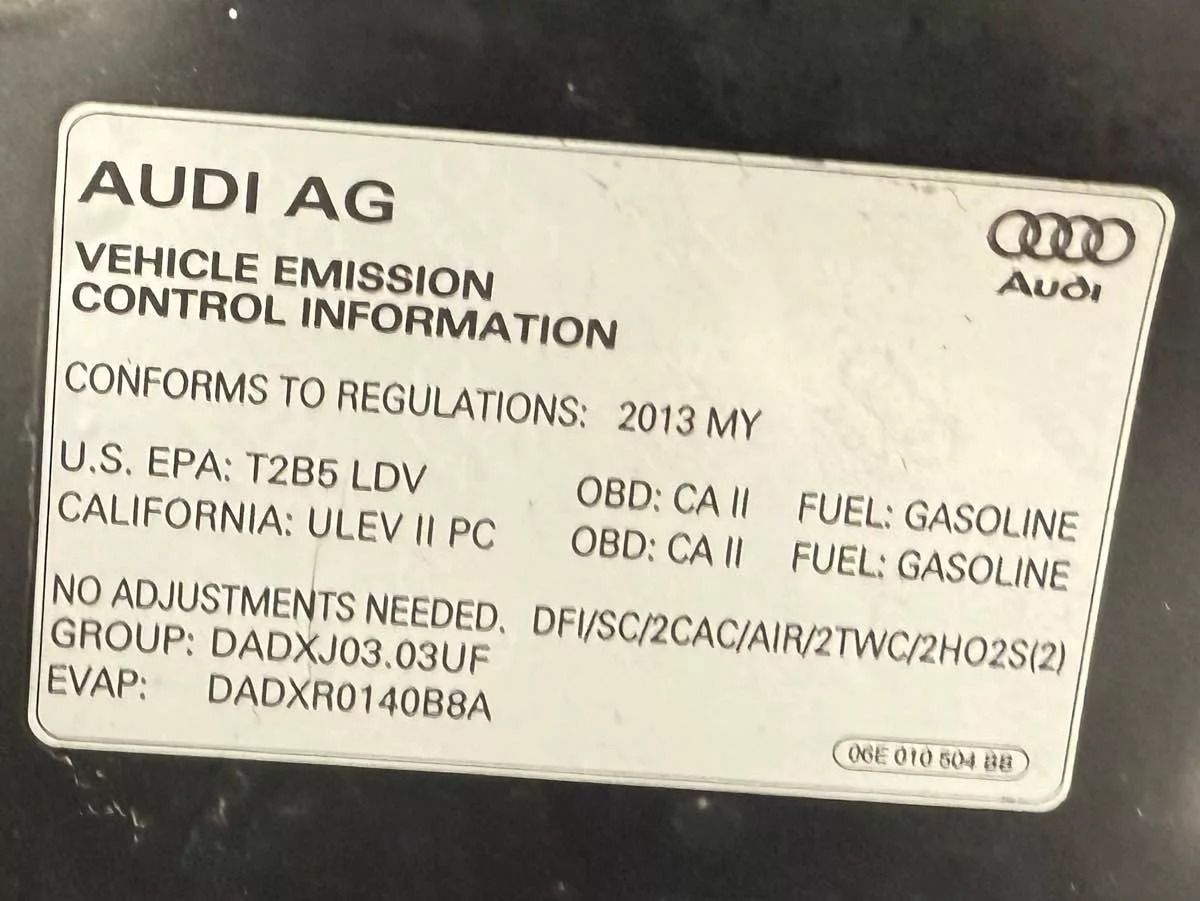 AUDI AG
Audi
VEHICLE EMISSION
CONTROL INFORMATION
CONFORMS TO REGULATIONS: 2013 MY
U.S. EPA: T2B5 LDV OBD: CA II FUEL: GASOLINE
CALIFORNIA: ULEV II PC OBD: CA II FUEL: GASOLINE
NO ADJUSTMENTS NEEDED. DFI/SC/2CAC/AIR/2TWC/2HO2S(2)
GROUP: DADXJ03.03UF
EVAP: DADXR0140B8A
06E 010 504 BB